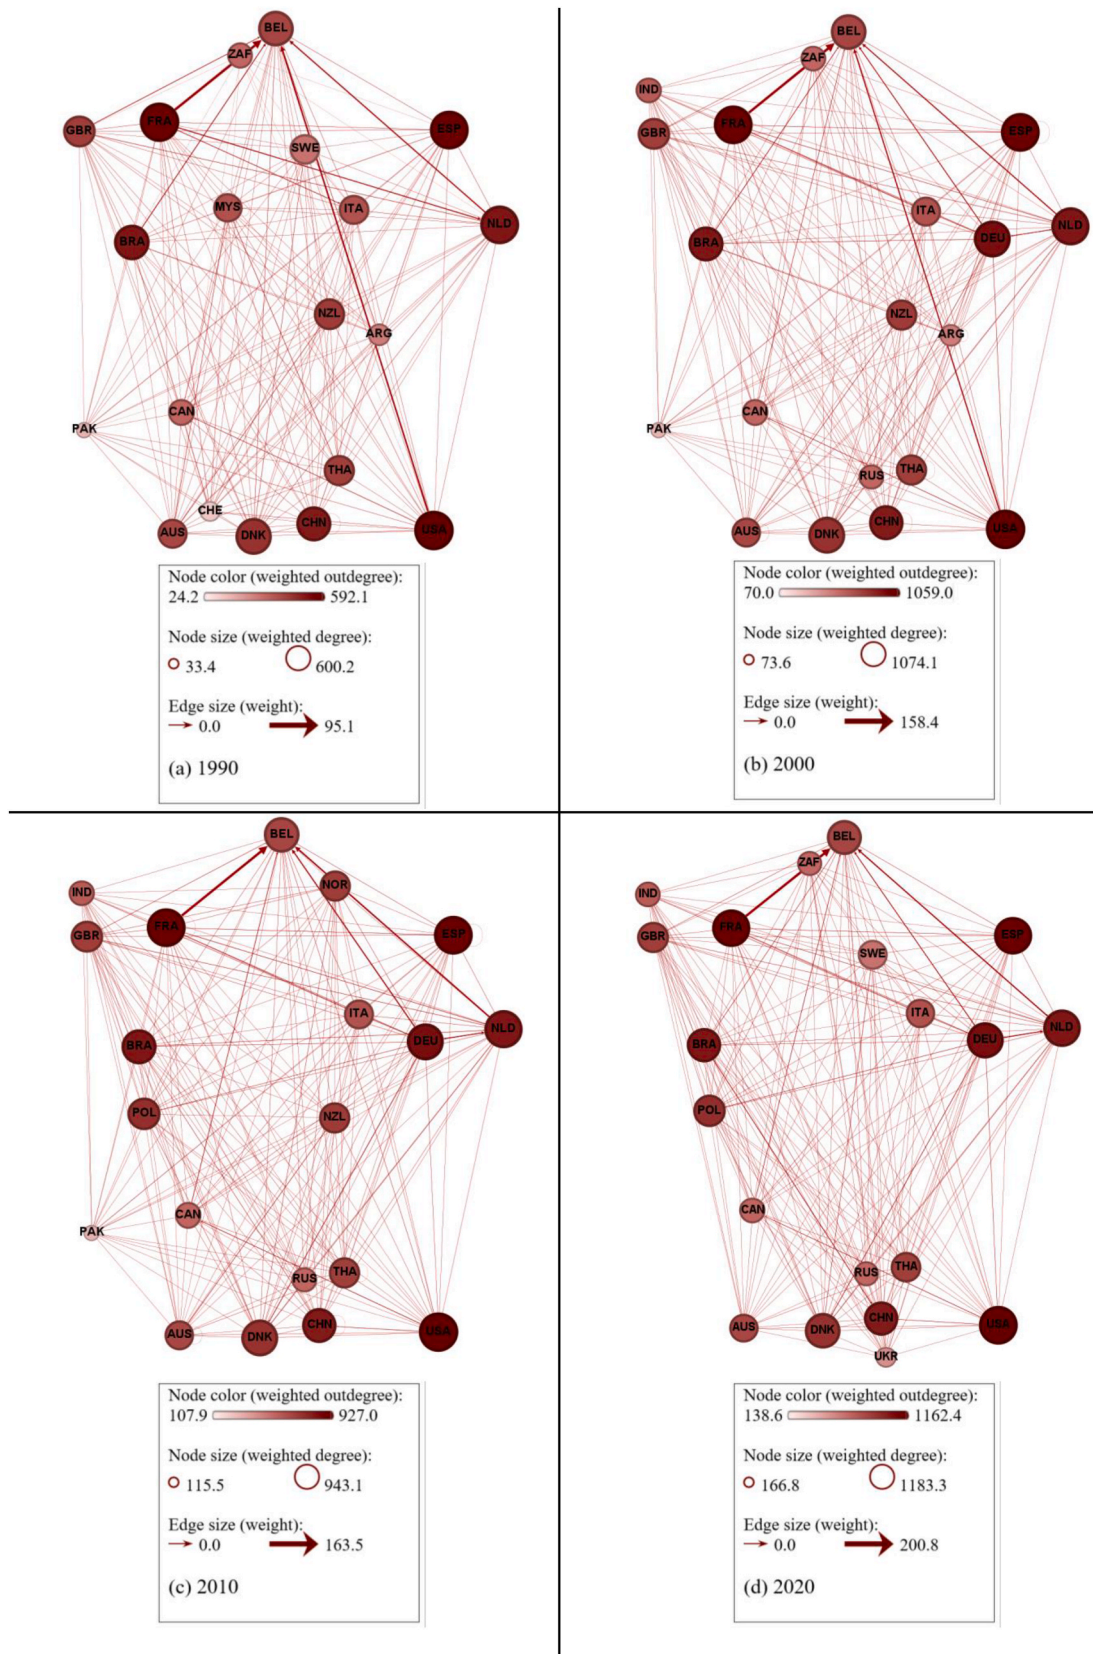 BEL
ZAF
FRA
GBR
ESP
SWE
MYS
ITA
NLD
BRA
NZL
ARG
CAN
PAK
THA
CHE
CHN
AUS
DNK
USA
Node color (weighted outdegree):
24.2 592.1
Node size (weighted degree):
33.4 600.2
Edge size (weight):
0.0 95.1
(a) 1990
BEL
ZAF
IND
FRA
GBR
ESP
ITA
NLD
DEU
BRA
NZL
ARG
CAN
PAK
THA
RUS
CHN
AUS
DNK
USA
Node color (weighted outdegree):
70.0 1059.0
Node size (weighted degree):
73.6 1074.1
Edge size (weight):
0.0 158.4
(b) 2000
BEL
NOR
IND
FRA
GBR
ESP
ITA
NLD
DEU
BRA
POL
NZL
CAN
PAK
THA
RUS
CHN
AUS
DNK
USA
Node color (weighted outdegree):
107.9 927.0
Node size (weighted degree):
115.5 943.1
Edge size (weight):
0.0 163.5
(c) 2010
BEL
ZAF
IND
FRA
GBR
ESP
SWE
ITA
NLD
DEU
BRA
POL
CAN
THA
RUS
CHN
AUS
DNK
USA
UKR
Node color (weighted outdegree):
138.6 1162.4
Node size (weighted degree):
166.8 1183.3
Edge size (weight):
0.0 200.8
(d) 2020